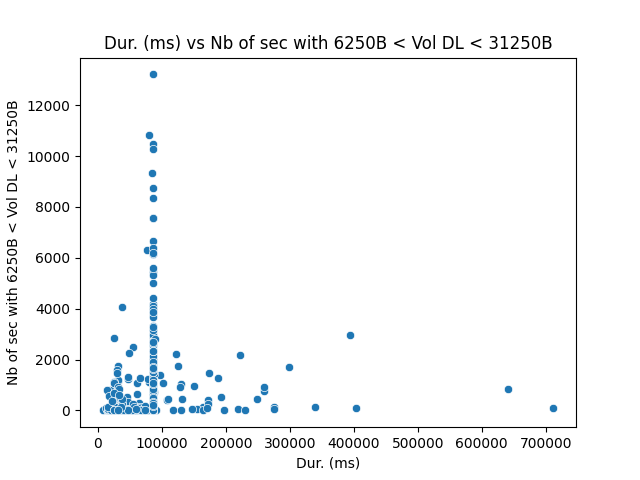 Dur. (ms) vs Nb of sec with 6250B < Vol DL < 31250B
Nb of sec with 6250B < Vol DL < 31250B
12000
10000
8000
6000
4000
2000
0
0 100000 200000 300000 400000 500000 600000 700000
Dur. (ms)